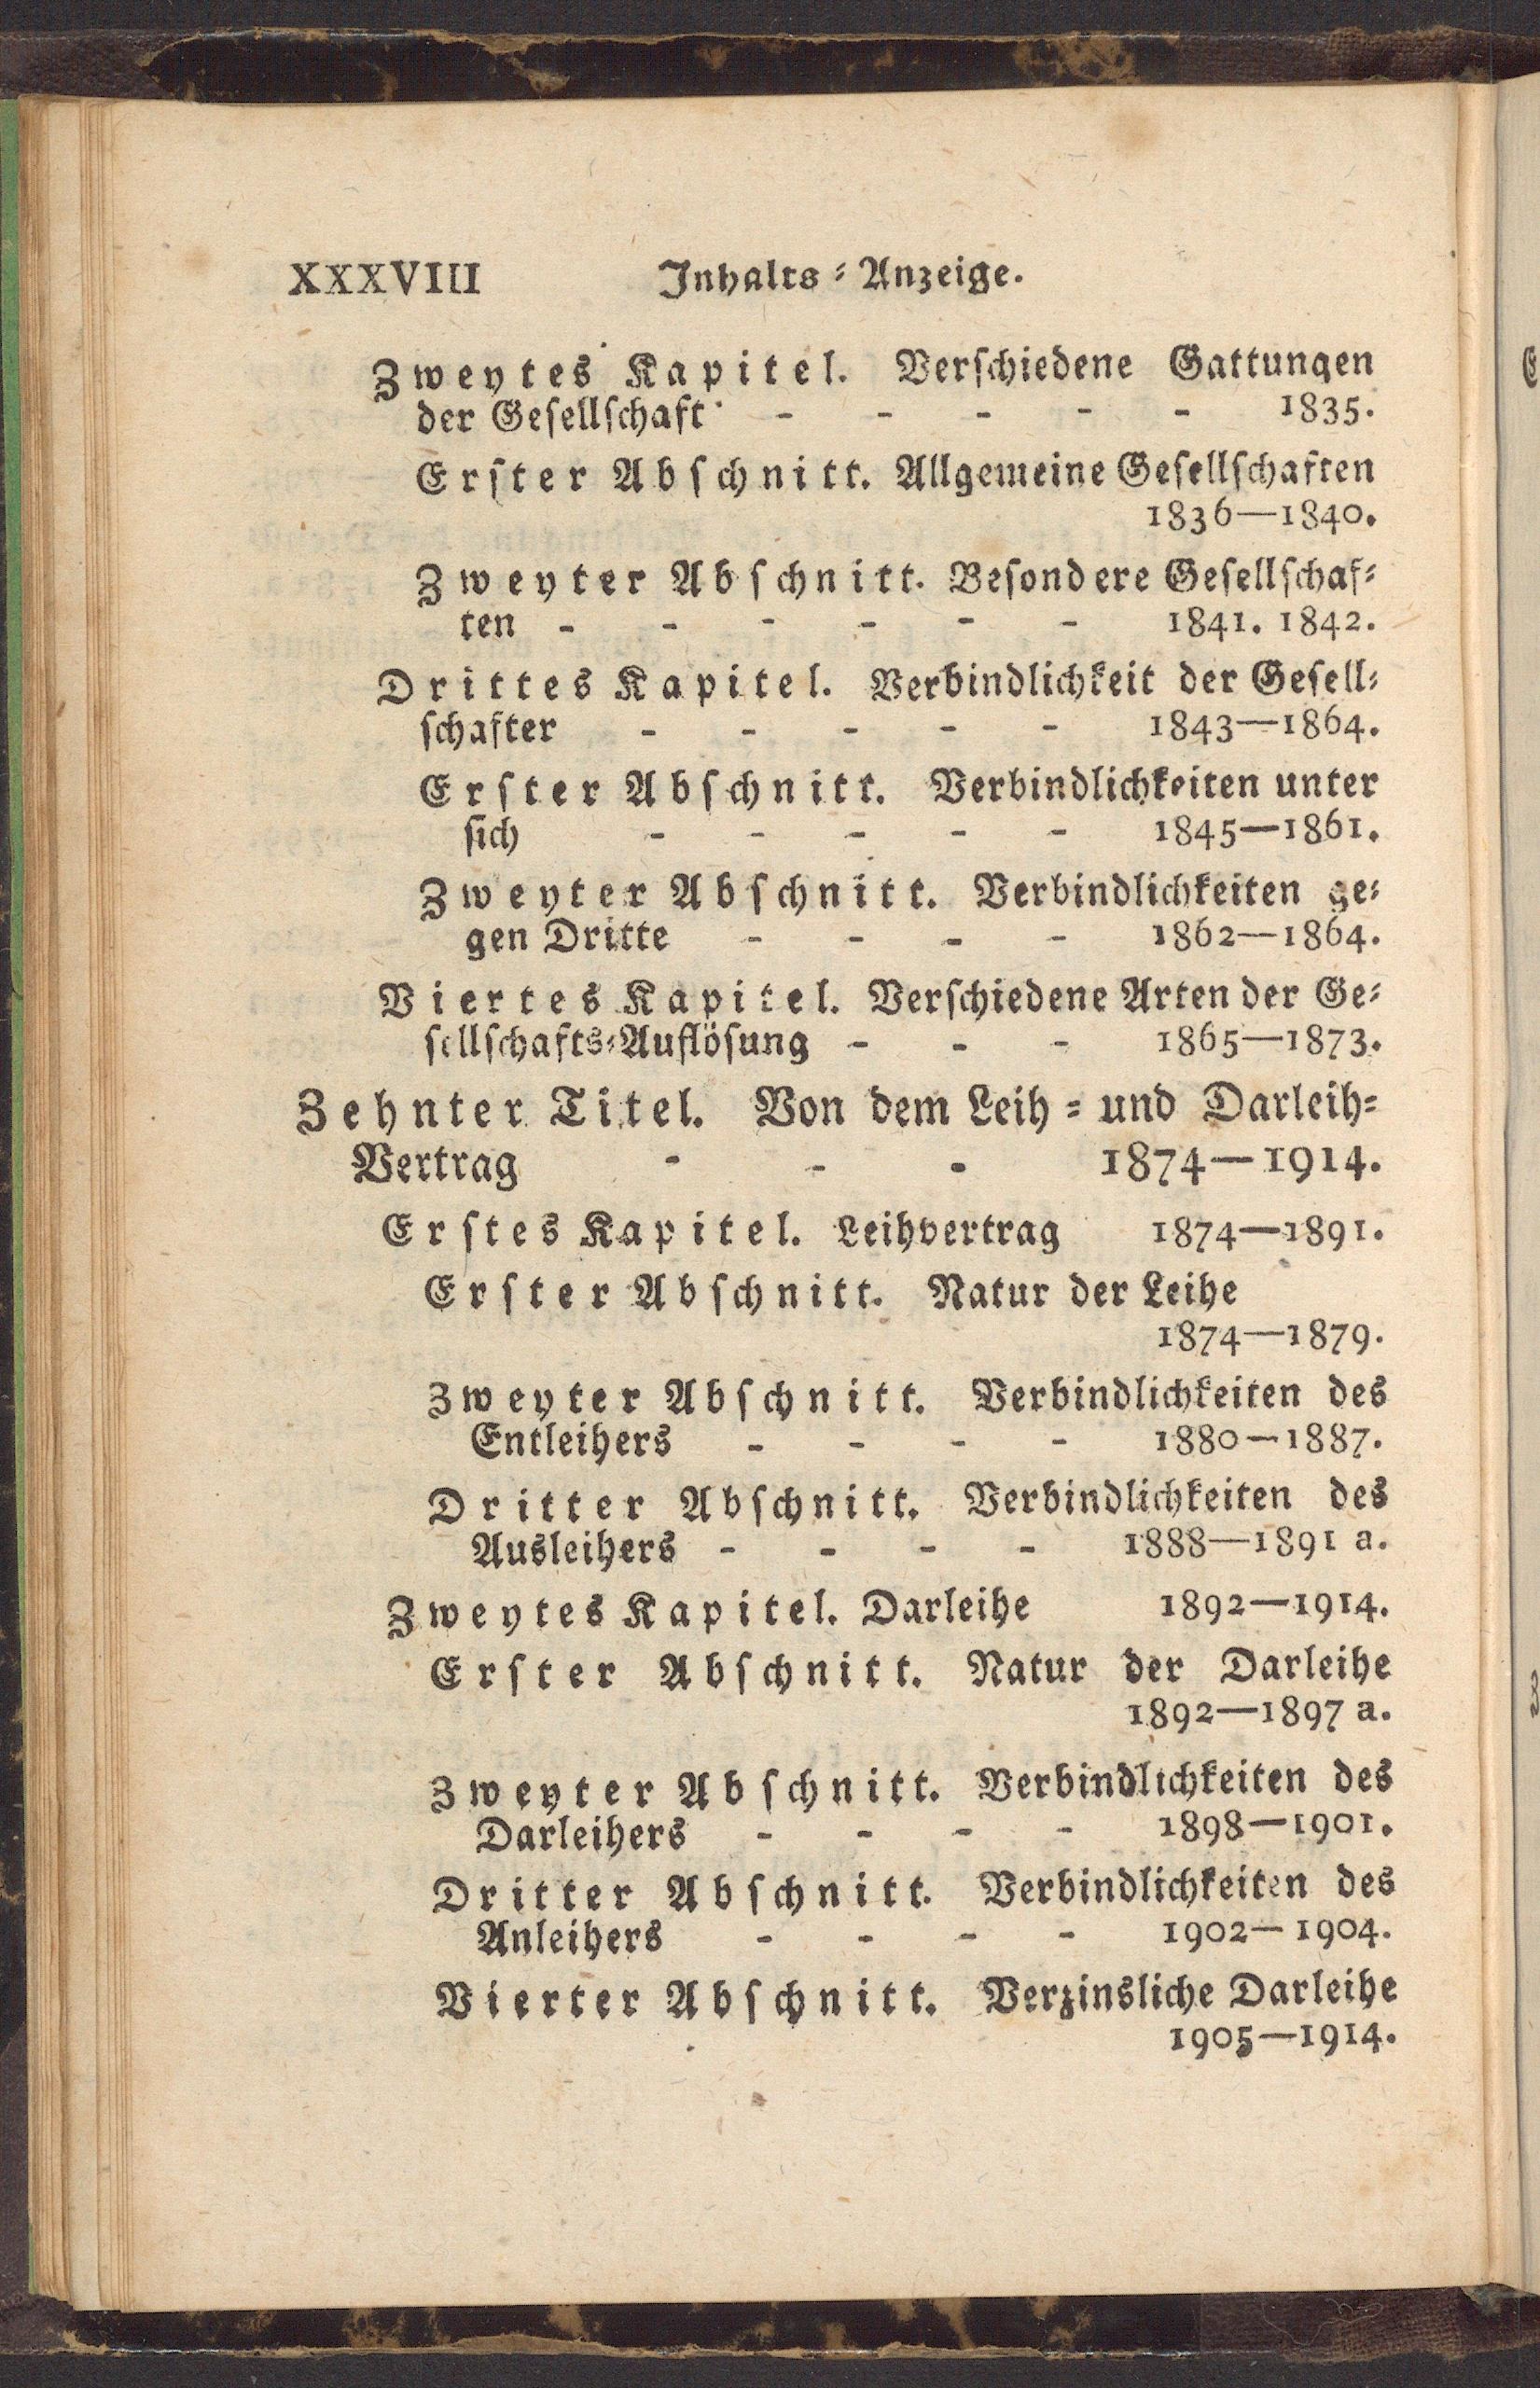 XXXVIII Inhalts-Anzeige.
Zweytes Kapitel. Verschiedene Gattungen
der Gesellschaft - - - - - 1835.
Erster Abschnitt. Allgemeine Gesellschaften
1836—1840.
Zweyter Abschnitt. Besondere Gesellschaf-
ten - - - - - - 1841. 1842.
Drittes Kapitel. Verbindlichkeit der Gesell-
schafter - - - - - 1843—1864.
Erster Abschnitt. Verbindlichkeiten unter
sich - - - - - 1845—1861.
Zweyter Abschnitt. Verbindlichkeiten ge-
gen Dritte - - - - 1862—1864.
Viertes Kapitel. Verschiedene Arten der Ge-
sellschafts-Auflösung - - - 1865—1873.
Zehnter Titel. Von dem Leih- und Darleih-
Vertrag - - - 1874—1914.
Erstes Kapitel. Leihvertrag 1874—1891.
Erster Abschnitt. Natur der Leihe
1874—1879.
Zweyter Abschnitt. Verbindlichkeiten des
Entleihers - - - - 1880—1887.
Dritter Abschnitt. Verbindlichkeiten des
Ausleihers - - - - 1888—1891 a.
Zweytes Kapitel. Darleihe 1892—1914.
Erster Abschnitt. Natur der Darleihe
1892—1897 a.
Zweyter Abschnitt. Verbindlichkeiten des
Darleihers - - - - 1898—1901.
Dritter Abschnitt. Verbindlichkeiten des
Anleihers - - - - 1902—1904.
Vierter Abschnitt. Verzinsliche Darleihe
1905—1914.